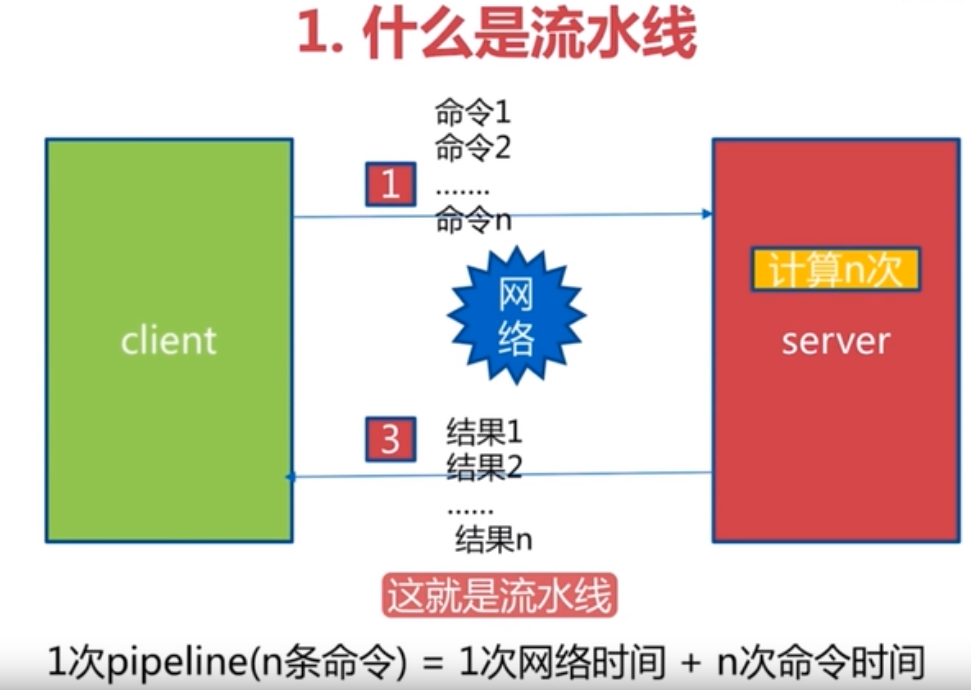 1. 什么是流水线
命令1
命令2
1
.......
命令n
计算n次
网
络
client
server
3
结果1
结果2
......
结果n
这就是流水线
1次pipeline(n条命令) = 1次网络时间 + n次命令时间